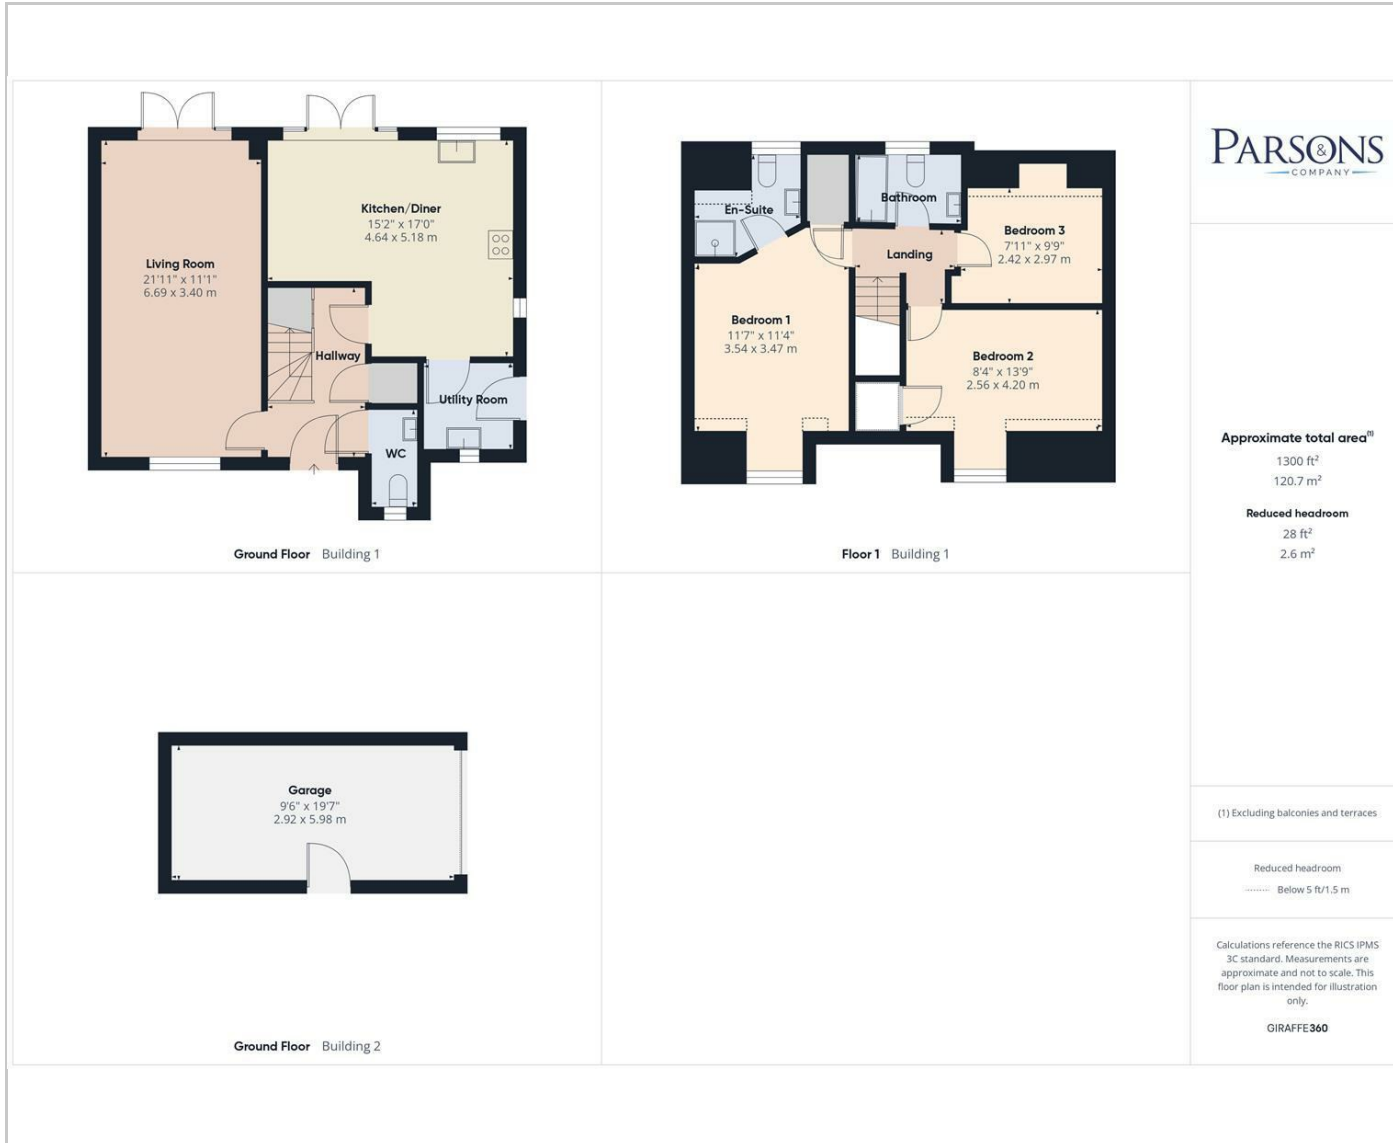 Living Room
21'11" x 11'1"
6.69 x 3.40 m
Kitchen/Diner
15'2" x 17'0"
4.64 x 5.18 m
Hallway
Utility Room
WC
Ground Floor Building 1
En-Suite
Bathroom
Landing
Bedroom 3
7'11" x 9'9"
2.42 x 2.97 m
Bedroom 1
11'7" x 11'4"
3.54 x 3.47 m
Bedroom 2
8'4" x 13'9"
2.56 x 4.20 m
Floor 1 Building 1
Garage
9'6" x 19'7"
2.92 x 5.98 m
Ground Floor Building 2
PARSONS &
COMPANY
Approximate total area(1)
1300 ft²
120.7 m²
Reduced headroom
28 ft²
2.6 m²
(1) Excluding balconies and terraces
Reduced headroom
Below 5 ft/1.5 m
Calculations reference the RICS IPMS
3C standard. Measurements are
approximate and not to scale. This
floor plan is intended for illustration
only.
GIRAFFE360